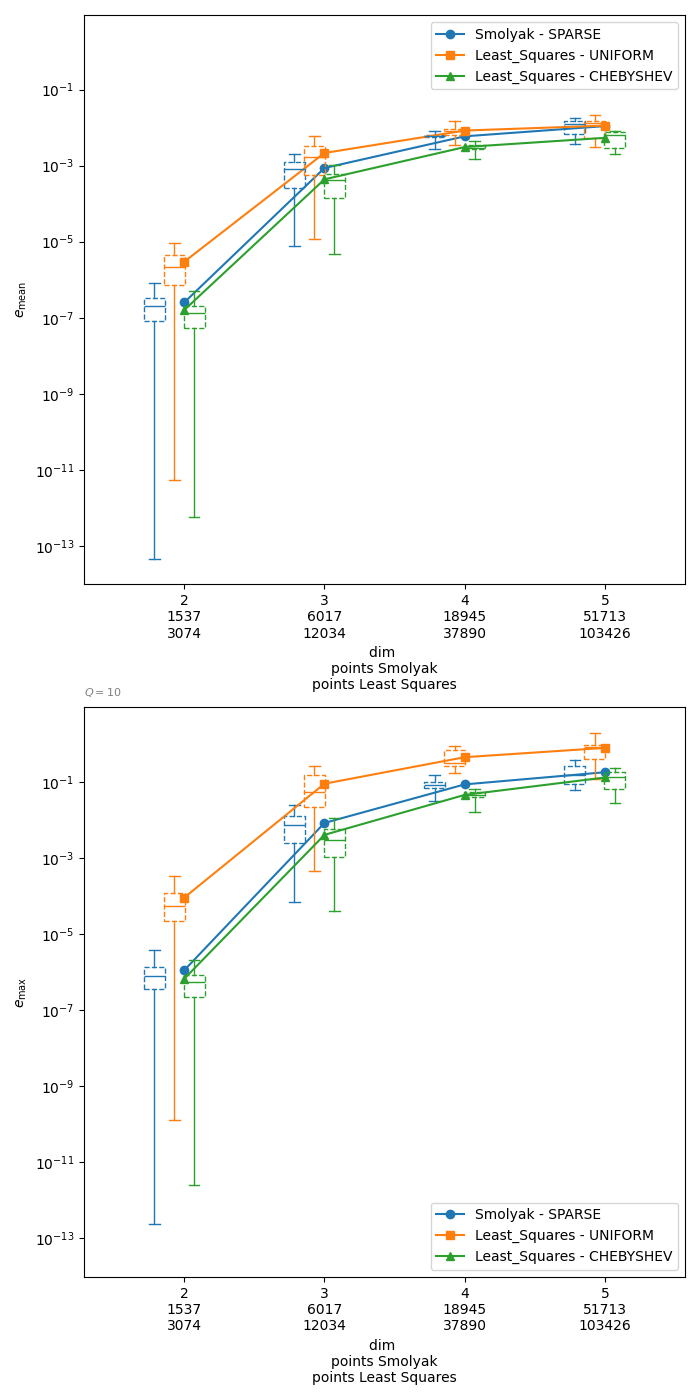 Smolyak - SPARSE
Least_Squares - UNIFORM
Least_Squares - CHEBYSHEV
10⁻¹
10⁻³
10⁻⁵
10⁻⁷
10⁻⁹
10⁻¹¹
10⁻¹³
e_mean
2 3 4 5
1537 6017 18945 51713
3074 12034 37890 103426
dim
points Smolyak
points Least Squares
Q = 10
10⁻¹
10⁻³
10⁻⁵
10⁻⁷
10⁻⁹
10⁻¹¹
10⁻¹³
e_max
Smolyak - SPARSE
Least_Squares - UNIFORM
Least_Squares - CHEBYSHEV
2 3 4 5
1537 6017 18945 51713
3074 12034 37890 103426
dim
points Smolyak
points Least Squares